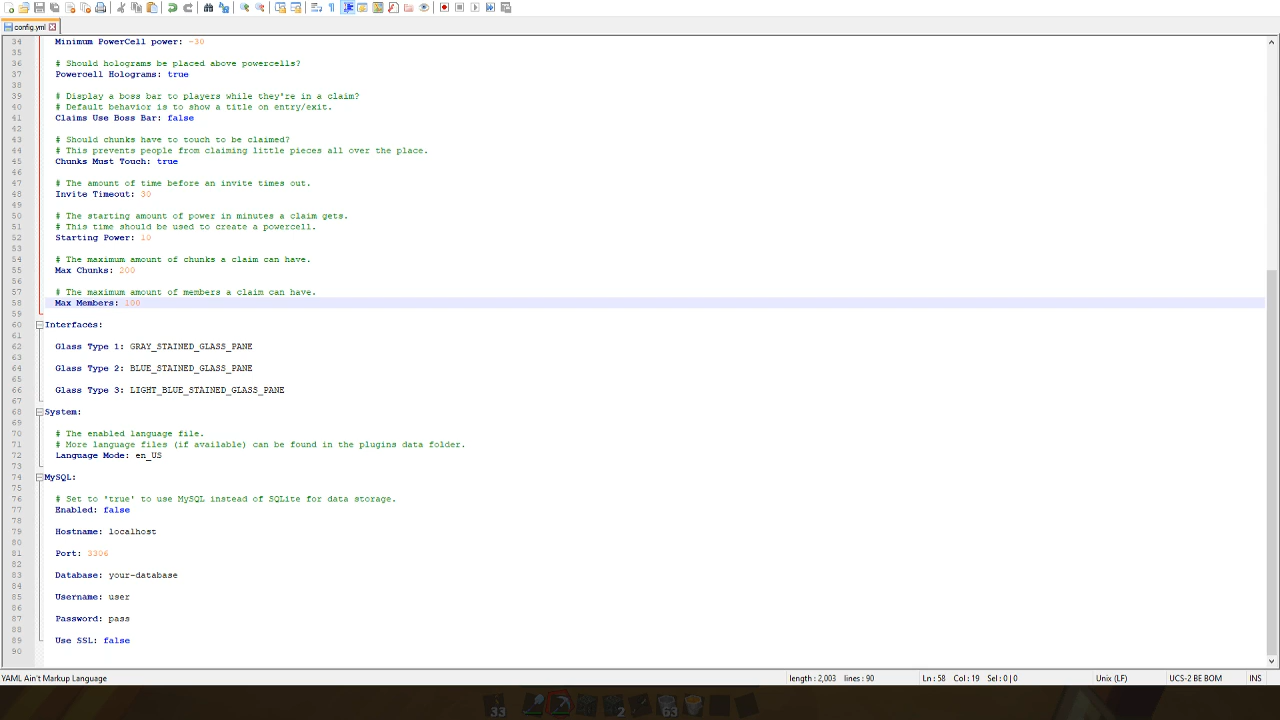 config.yml
34 Minimum PowerCell power: -30
35
36 # Should holograms be placed above powercells?
37 Powercell Holograms: true
38
39 # Display a boss bar to players while they're in a claim?
40 # Default behavior is to show a title on entry/exit.
41 Claims Use Boss Bar: false
42
43 # Should chunks have to touch to be claimed?
44 # This prevents people from claiming little pieces all over the place.
45 Chunks Must Touch: true
46
47 # The amount of time before an invite times out.
48 Invite Timeout: 30
49
50 # The starting amount of power in minutes a claim gets.
51 # This time should be used to create a powercell.
52 Starting Power: 10
53
54 # The maximum amount of chunks a claim can have.
55 Max Chunks: 200
56
57 # The maximum amount of members a claim can have.
58 Max Members: 100
59
60 Interfaces:
61
62 Glass Type 1: GRAY_STAINED_GLASS_PANE
63
64 Glass Type 2: BLUE_STAINED_GLASS_PANE
65
66 Glass Type 3: LIGHT_BLUE_STAINED_GLASS_PANE
67
68 System:
69
70 # The enabled language file.
71 # More language files (if available) can be found in the plugins data folder.
72 Language Mode: en_US
73
74 MySQL:
75
76 # Set to 'true' to use MySQL instead of SQLite for data storage.
77 Enabled: false
78
79 Hostname: localhost
80
81 Port: 3306
82
83 Database: your-database
84
85 Username: user
86
87 Password: pass
88
89 Use SSL: false
90
YAML Ain't Markup Language length : 2,003 lines : 90 Ln : 58 Col : 19 Sel : 0 | 0 Unix (LF) UCS-2 BE BOM INS
33 2 63